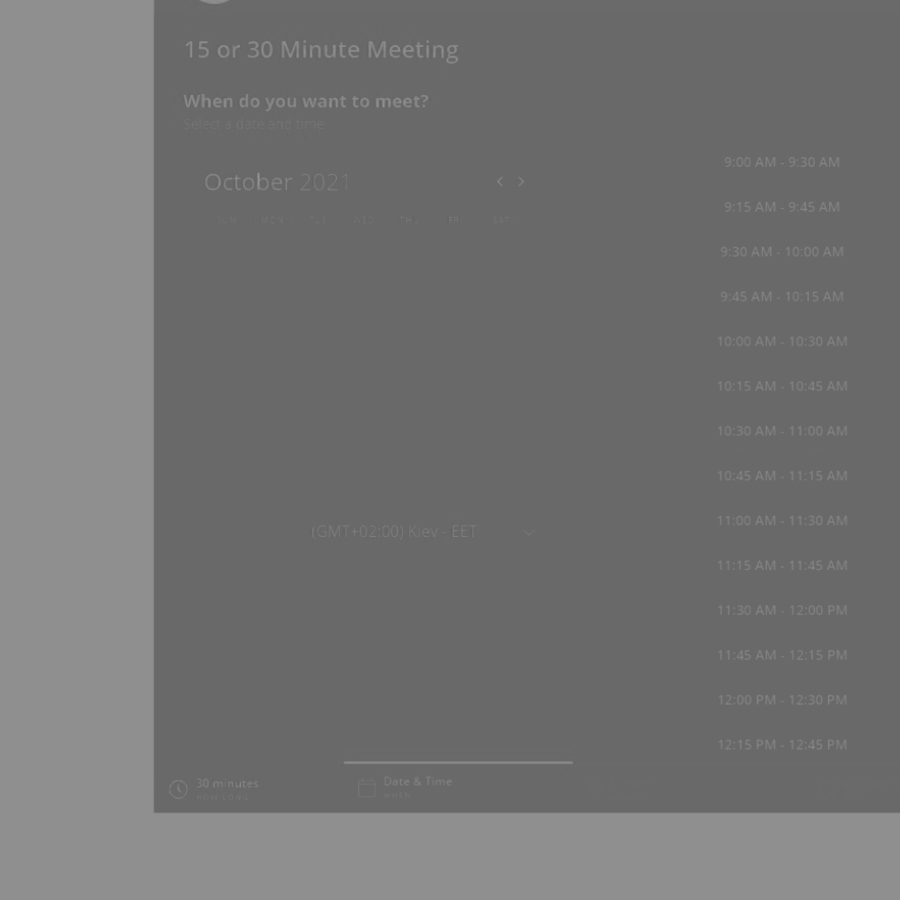 15 or 30 Minute Meeting
When do you want to meet?
Select a date and time
October 2021
SUN MON TUE WED THU FRI SAT
(GMT+02:00) Kiev - EET
9:00 AM - 9:30 AM
9:15 AM - 9:45 AM
9:30 AM - 10:00 AM
9:45 AM - 10:15 AM
10:00 AM - 10:30 AM
10:15 AM - 10:45 AM
10:30 AM - 11:00 AM
10:45 AM - 11:15 AM
11:00 AM - 11:30 AM
11:15 AM - 11:45 AM
11:30 AM - 12:00 PM
11:45 AM - 12:15 PM
12:00 PM - 12:30 PM
12:15 PM - 12:45 PM
30 minutes
HOW LONG
Date & Time
WHEN